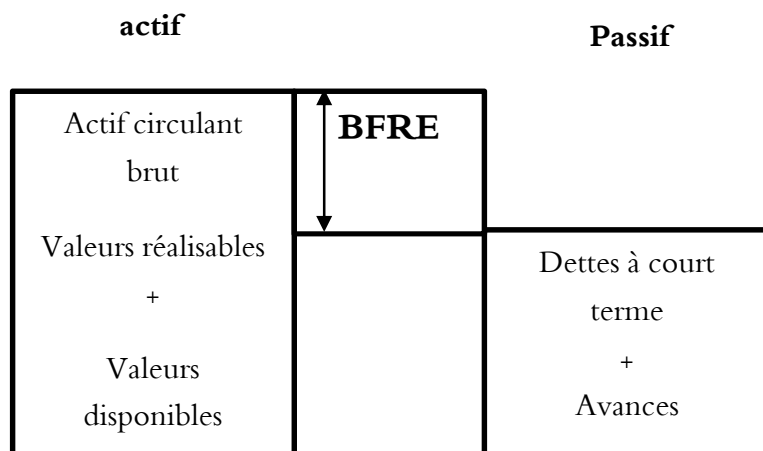 actif
Passif
Actif circulant
brut
Valeurs réalisables
+
Valeurs
disponibles
BFRE
Dettes à court
terme
+
Avances